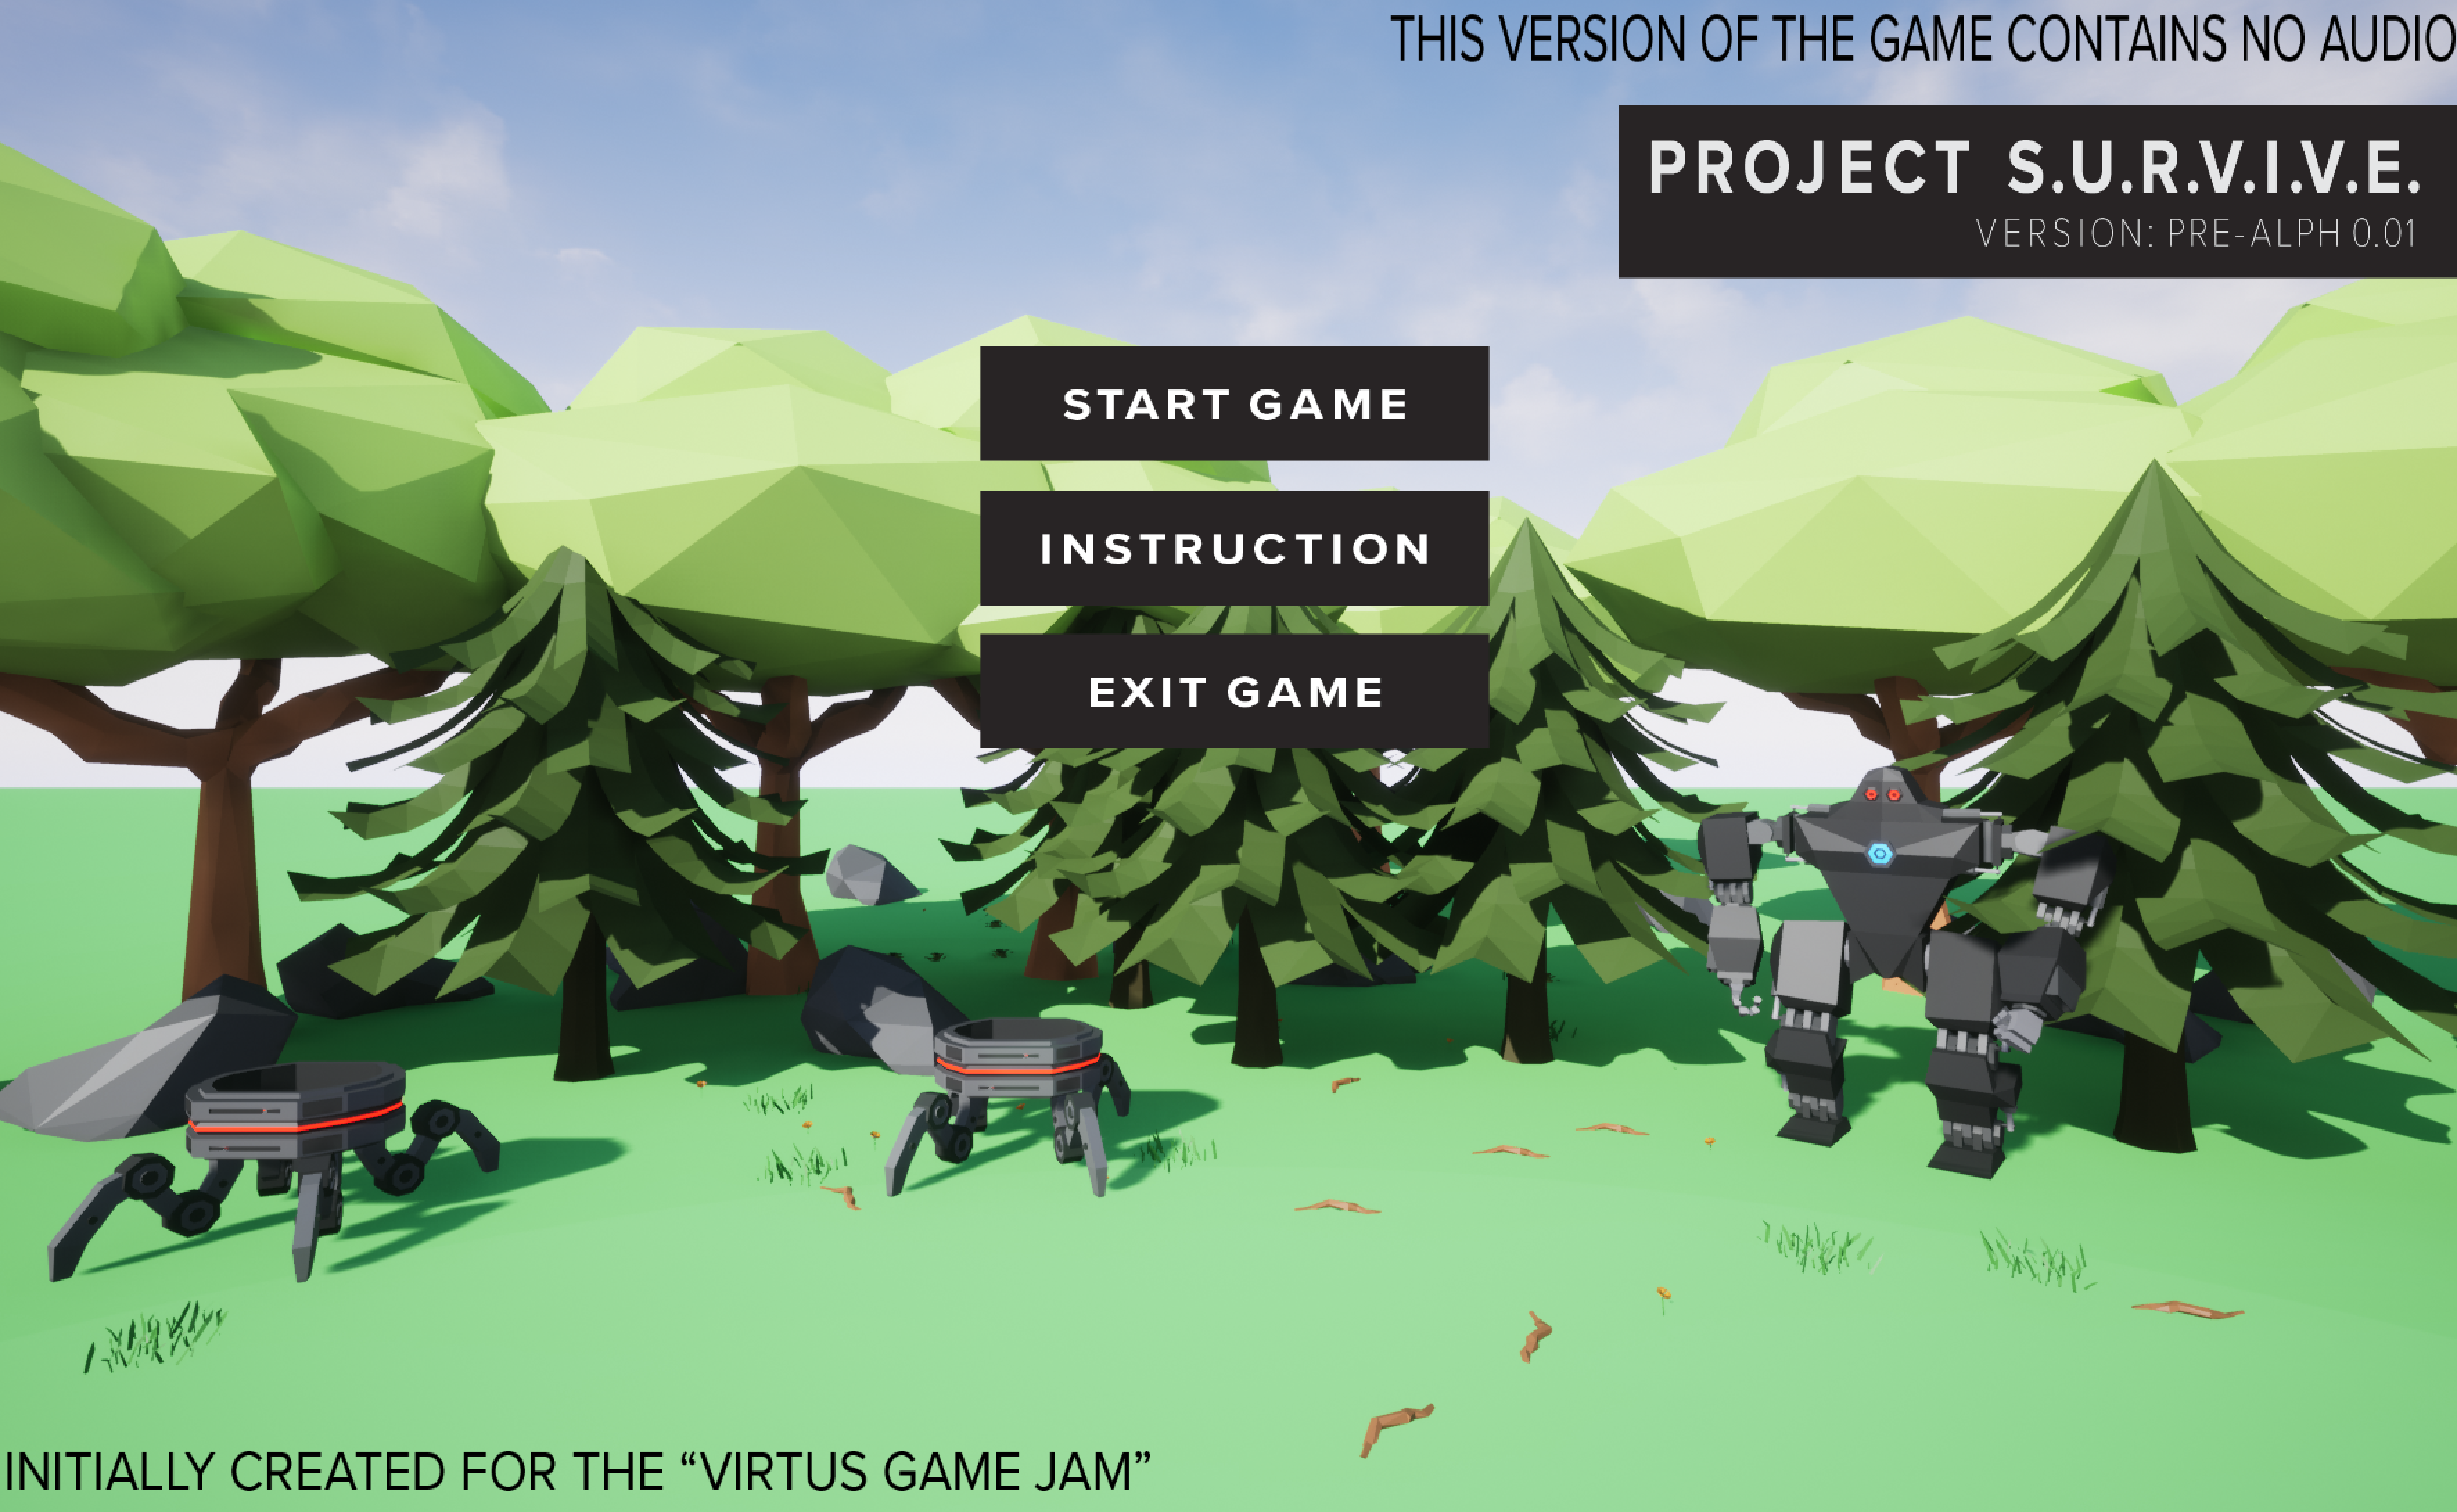 THIS VERSION OF THE GAME CONTAINS NO AUDIO
PROJECT S.U.R.V.I.V.E.
VERSION: PRE-ALPH 0.01
START GAME
INSTRUCTION
EXIT GAME
INITIALLY CREATED FOR THE “VIRTUS GAME JAM”